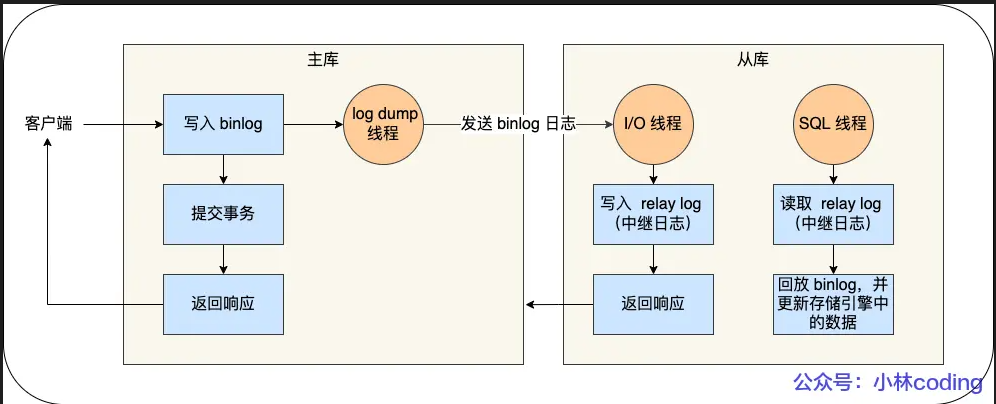 主库
从库
客户端
写入 binlog
log dump
线程
发送 binlog 日志
I/O 线程
SQL 线程
提交事务
写入 relay log
（中继日志）
读取 relay log
（中继日志）
返回响应
返回响应
回放 binlog，并
更新存储引擎中
的数据
公众号：小林coding